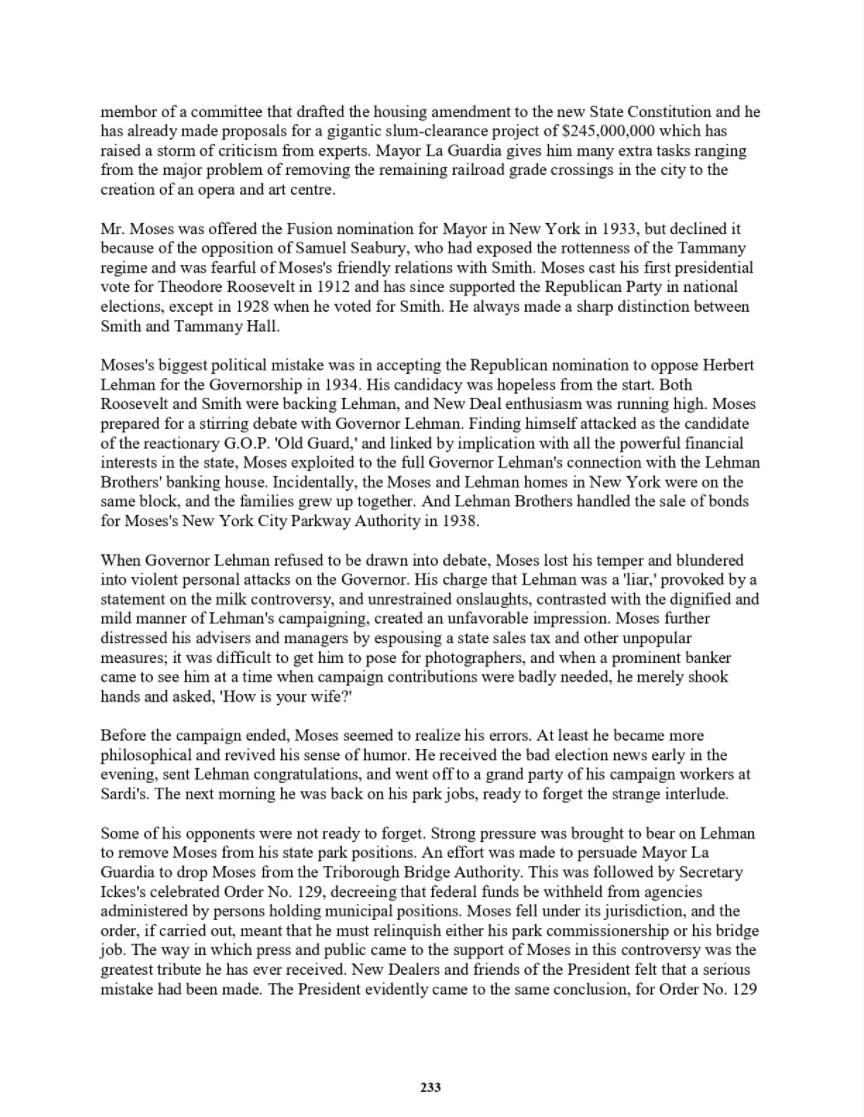 membor of a committee that drafted the housing amendment to the new State Constitution and he
has already made proposals for a gigantic slum-clearance project of $245,000,000 which has
raised a storm of criticism from experts. Mayor La Guardia gives him many extra tasks ranging
from the major problem of removing the remaining railroad grade crossings in the city to the
creation of an opera and art centre.
Mr. Moses was offered the Fusion nomination for Mayor in New York in 1933, but declined it
because of the opposition of Samuel Seabury, who had exposed the rottenness of the Tammany
regime and was fearful of Moses's friendly relations with Smith. Moses cast his first presidential
vote for Theodore Roosevelt in 1912 and has since supported the Republican Party in national
elections, except in 1928 when he voted for Smith. He always made a sharp distinction between
Smith and Tammany Hall.
Moses's biggest political mistake was in accepting the Republican nomination to oppose Herbert
Lehman for the Governorship in 1934. His candidacy was hopeless from the start. Both
Roosevelt and Smith were backing Lehman, and New Deal enthusiasm was running high. Moses
prepared for a stirring debate with Governor Lehman. Finding himself attacked as the candidate
of the reactionary G.O.P. 'Old Guard,' and linked by implication with all the powerful financial
interests in the state, Moses exploited to the full Governor Lehman's connection with the Lehman
Brothers' banking house. Incidentally, the Moses and Lehman homes in New York were on the
same block, and the families grew up together. And Lehman Brothers handled the sale of bonds
for Moses's New York City Parkway Authority in 1938.
When Governor Lehman refused to be drawn into debate, Moses lost his temper and blundered
into violent personal attacks on the Governor. His charge that Lehman was a 'liar,' provoked by a
statement on the milk controversy, and unrestrained onslaughts, contrasted with the dignified and
mild manner of Lehman's campaigning, created an unfavorable impression. Moses further
distressed his advisers and managers by espousing a state sales tax and other unpopular
measures; it was difficult to get him to pose for photographers, and when a prominent banker
came to see him at a time when campaign contributions were badly needed, he merely shook
hands and asked, 'How is your wife?'
Before the campaign ended, Moses seemed to realize his errors. At least he became more
philosophical and revived his sense of humor. He received the bad election news early in the
evening, sent Lehman congratulations, and went off to a grand party of his campaign workers at
Sardi's. The next morning he was back on his park jobs, ready to forget the strange interlude.
Some of his opponents were not ready to forget. Strong pressure was brought to bear on Lehman
to remove Moses from his state park positions. An effort was made to persuade Mayor La
Guardia to drop Moses from the Triborough Bridge Authority. This was followed by Secretary
Ickes's celebrated Order No. 129, decreeing that federal funds be withheld from agencies
administered by persons holding municipal positions. Moses fell under its jurisdiction, and the
order, if carried out, meant that he must relinquish either his park commissionership or his bridge
job. The way in which press and public came to the support of Moses in this controversy was the
greatest tribute he has ever received. New Dealers and friends of the President felt that a serious
mistake had been made. The President evidently came to the same conclusion, for Order No. 129
233